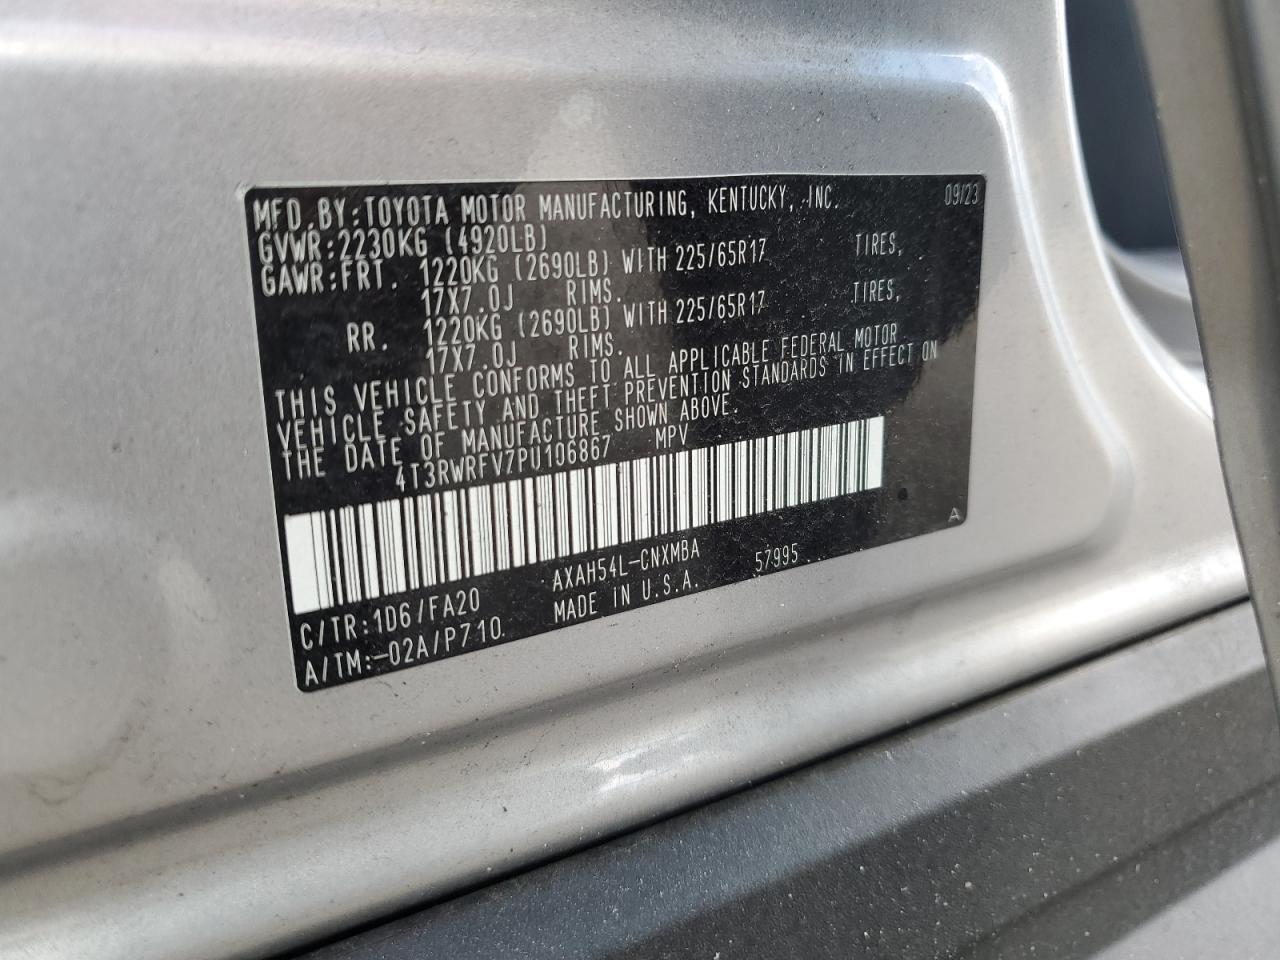 MFD. BY: TOYOTA MOTOR MANUFACTURING, KENTUCKY, INC. 09/23
GVWR: 2230KG (4920LB)
GAWR: FRT. 1220KG (2690LB) WITH 225/65R17 TIRES,
17X7.0J RIMS.
RR. 1220KG (2690LB) WITH 225/65R17 TIRES,
17X7.0J RIMS.
THIS VEHICLE CONFORMS TO ALL APPLICABLE FEDERAL MOTOR
VEHICLE SAFETY AND THEFT PREVENTION STANDARDS IN EFFECT ON
THE DATE OF MANUFACTURE SHOWN ABOVE.
4T3RWRFV7PU106867 MPV
A
C/TR: 1D6/FA20 AXAH54L-CNXMBA 57995
A/TM: -02A/P710 MADE IN U.S.A.